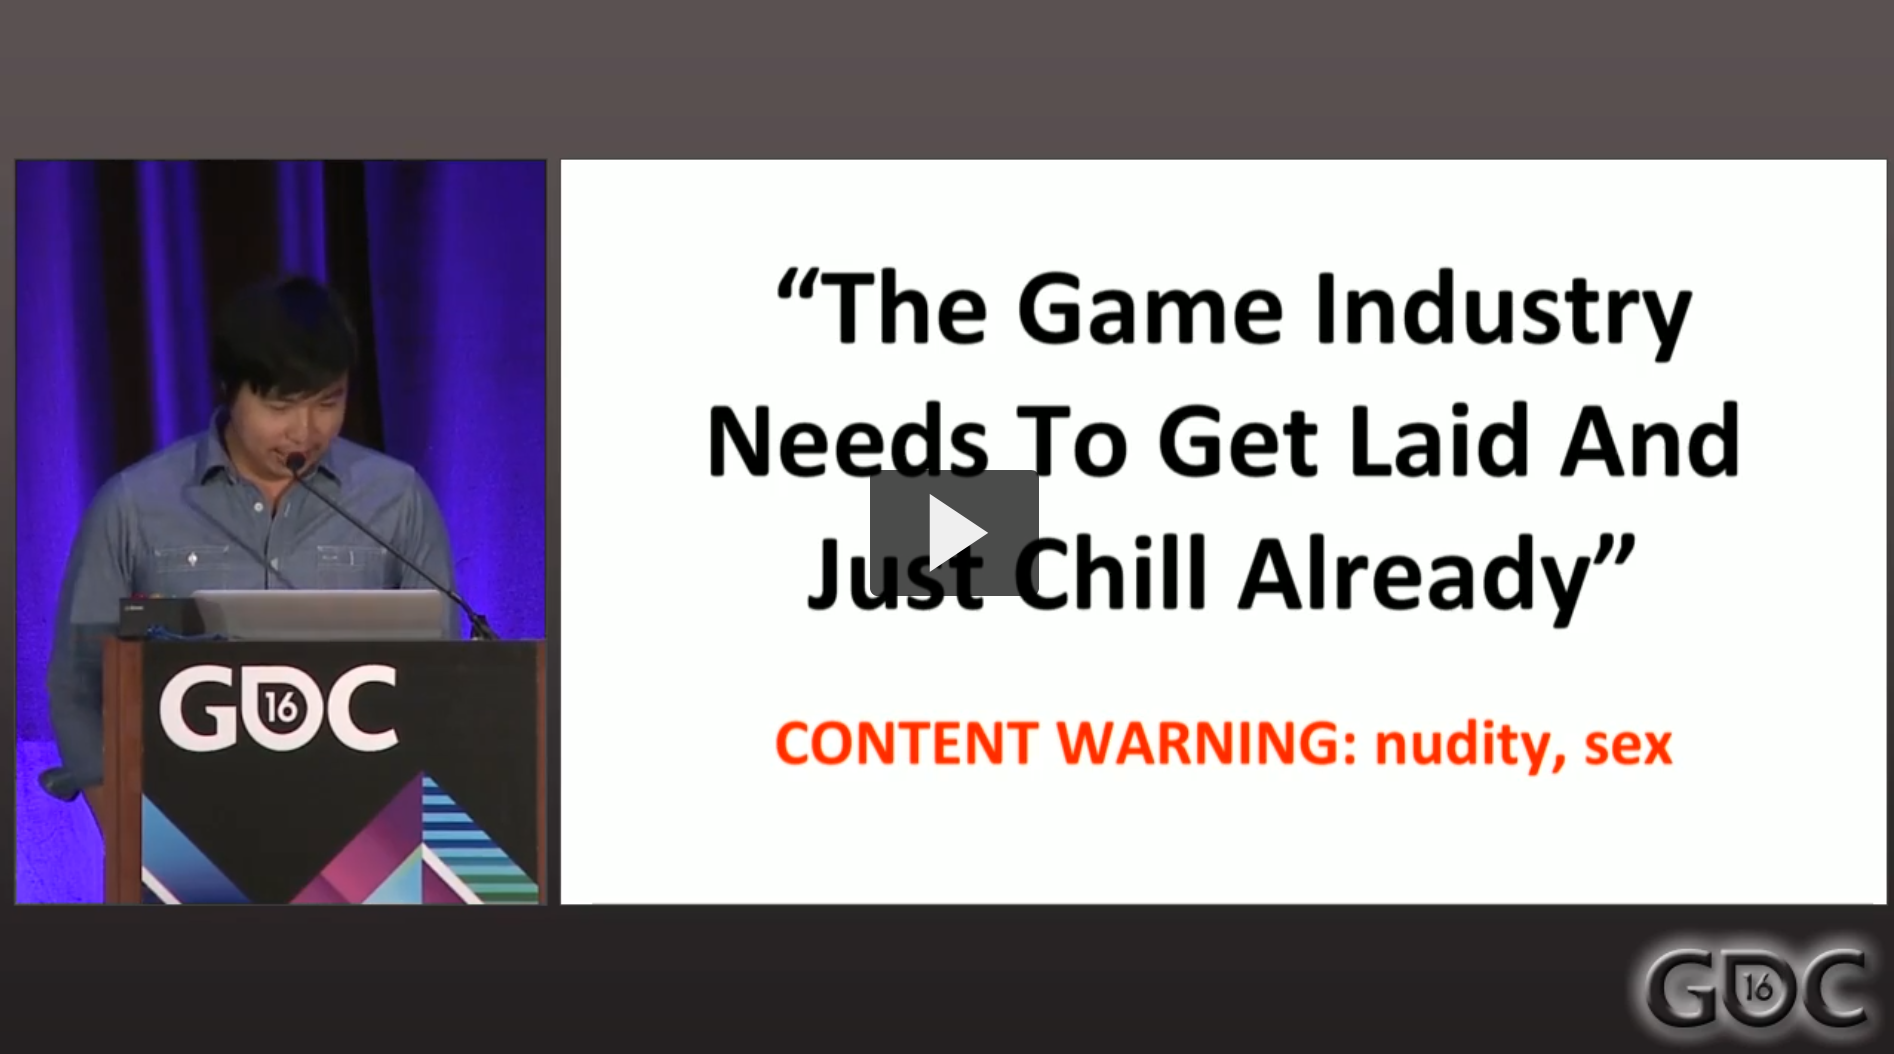 “The Game Industry
Needs To Get Laid And
Just Chill Already”
CONTENT WARNING: nudity, sex
GDC
16
GDC
16